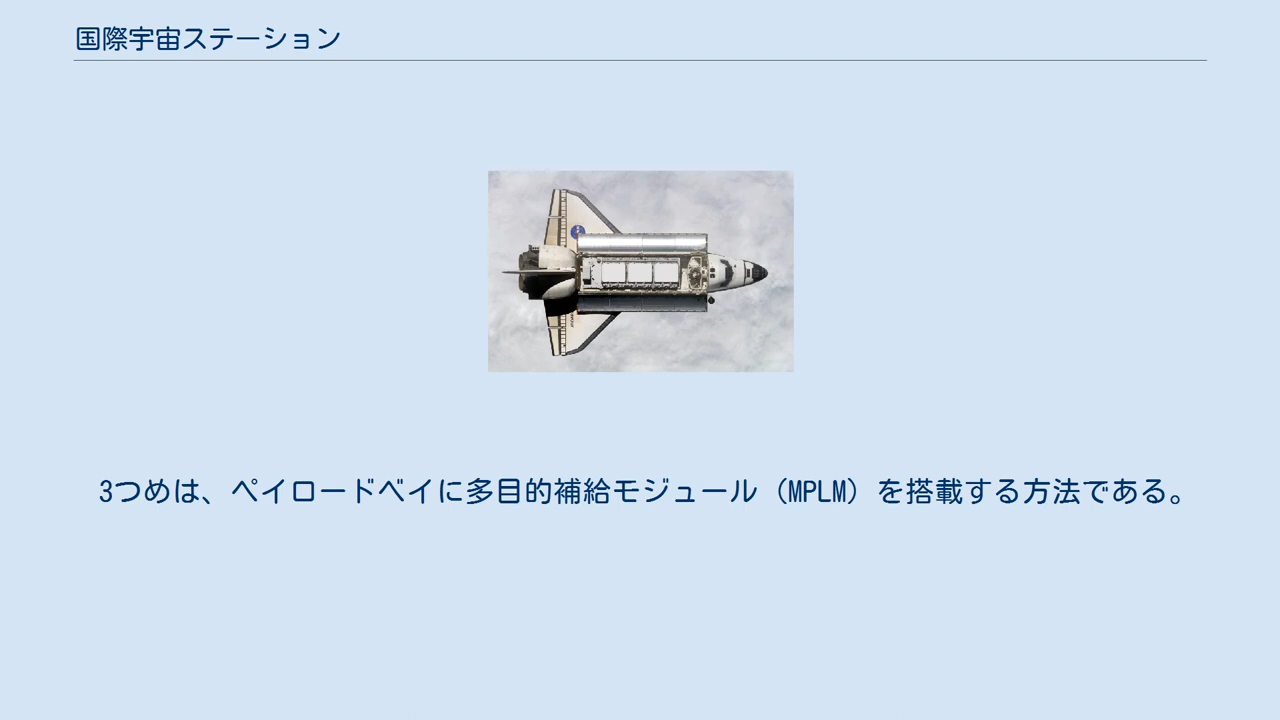 国際宇宙ステーション
3つめは、ペイロードベイに多目的補給モジュール（MPLM）を搭載する方法である。